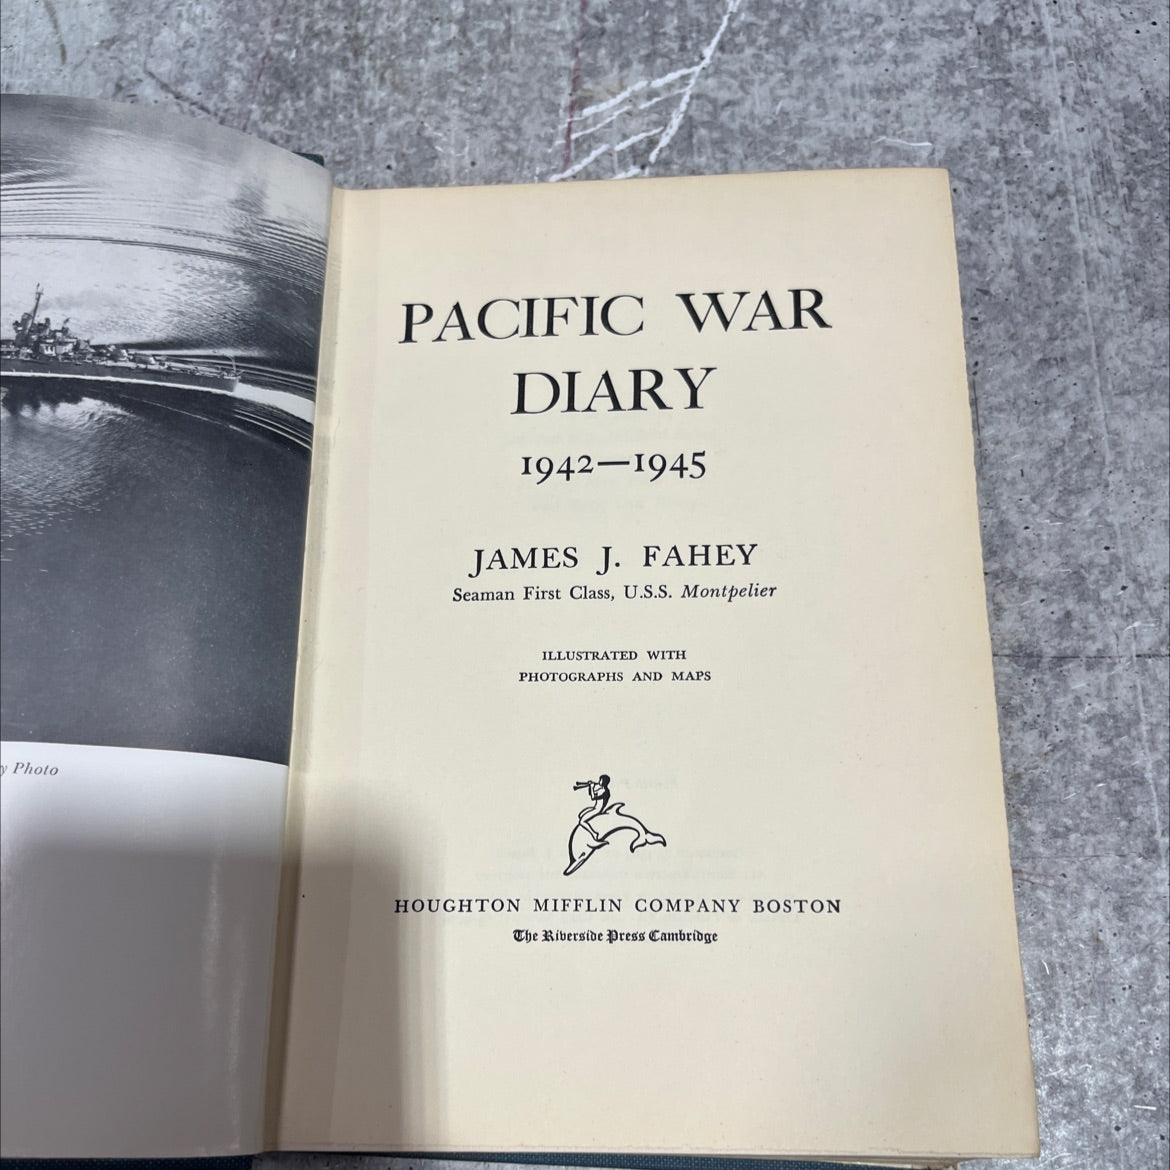 PACIFIC WAR
DIARY
1942—1945
JAMES J. FAHEY
Seaman First Class, U.S.S. Montpelier
ILLUSTRATED WITH
PHOTOGRAPHS AND MAPS
Photo
HOUGHTON MIFFLIN COMPANY BOSTON
The Riverside Press Cambridge